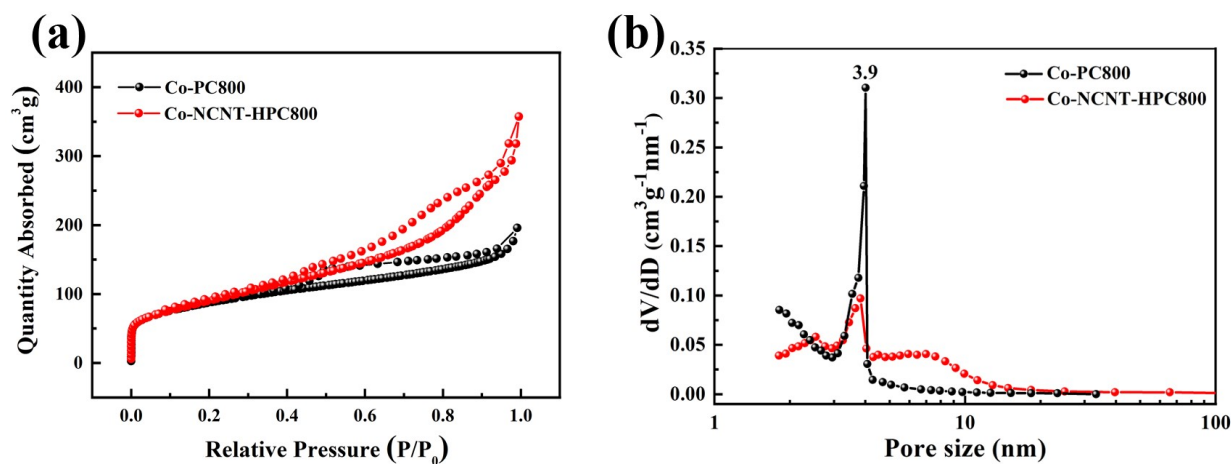 (a)
Co-PC800
Co-NCNT-HPC800
Quantity Absorbed (cm³g)
400
300
200
100
0
0.0 0.2 0.4 0.6 0.8 1.0
Relative Pressure (P/P₀)
(b)
3.9
Co-PC800
Co-NCNT-HPC800
dV/dD (cm³g⁻¹nm⁻¹)
0.35
0.30
0.25
0.20
0.15
0.10
0.05
0.00
1 10 100
Pore size (nm)